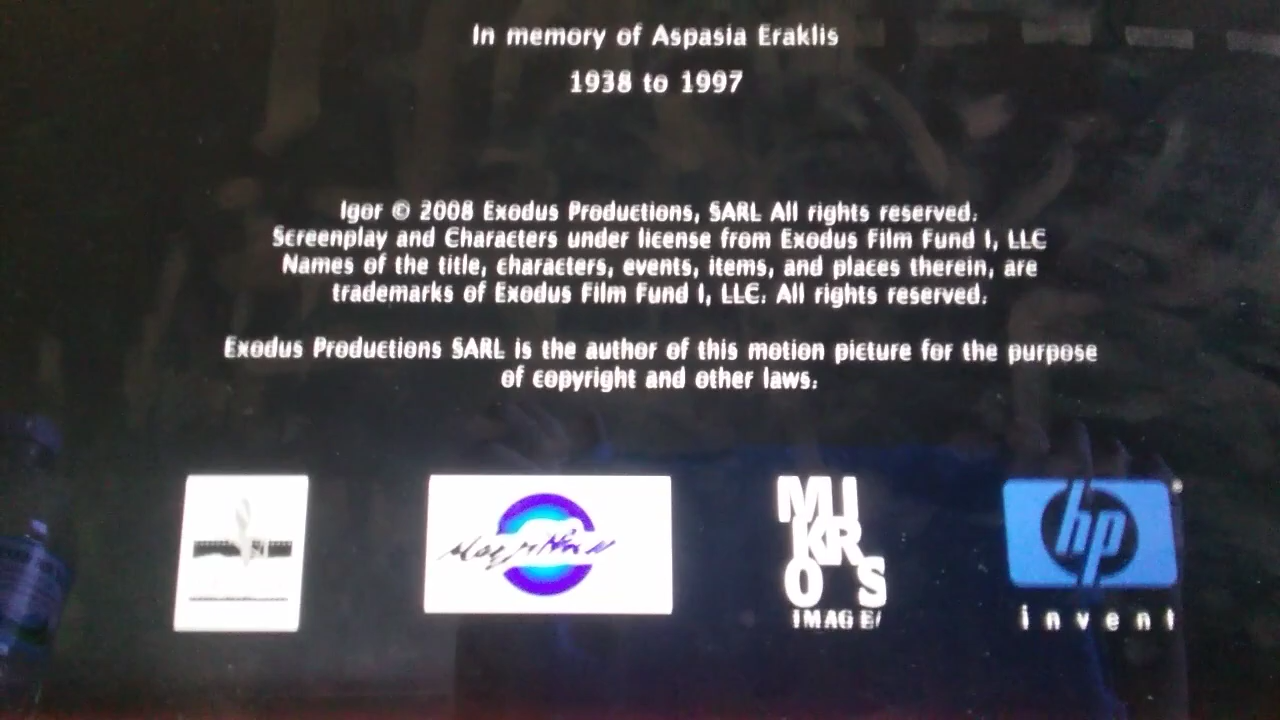 In memory of Aspasia Eraklis
1938 to 1997
Igor © 2008 Exodus Productions, SARL All rights reserved.
Screenplay and Characters under license from Exodus Film Fund I, LLC
Names of the title, characters, events, items, and places therein, are
trademarks of Exodus Film Fund I, LLC. All rights reserved.
Exodus Productions SARL is the author of this motion picture for the purpose
of copyright and other laws.
MIKROS
IMAGE/
hp
invent